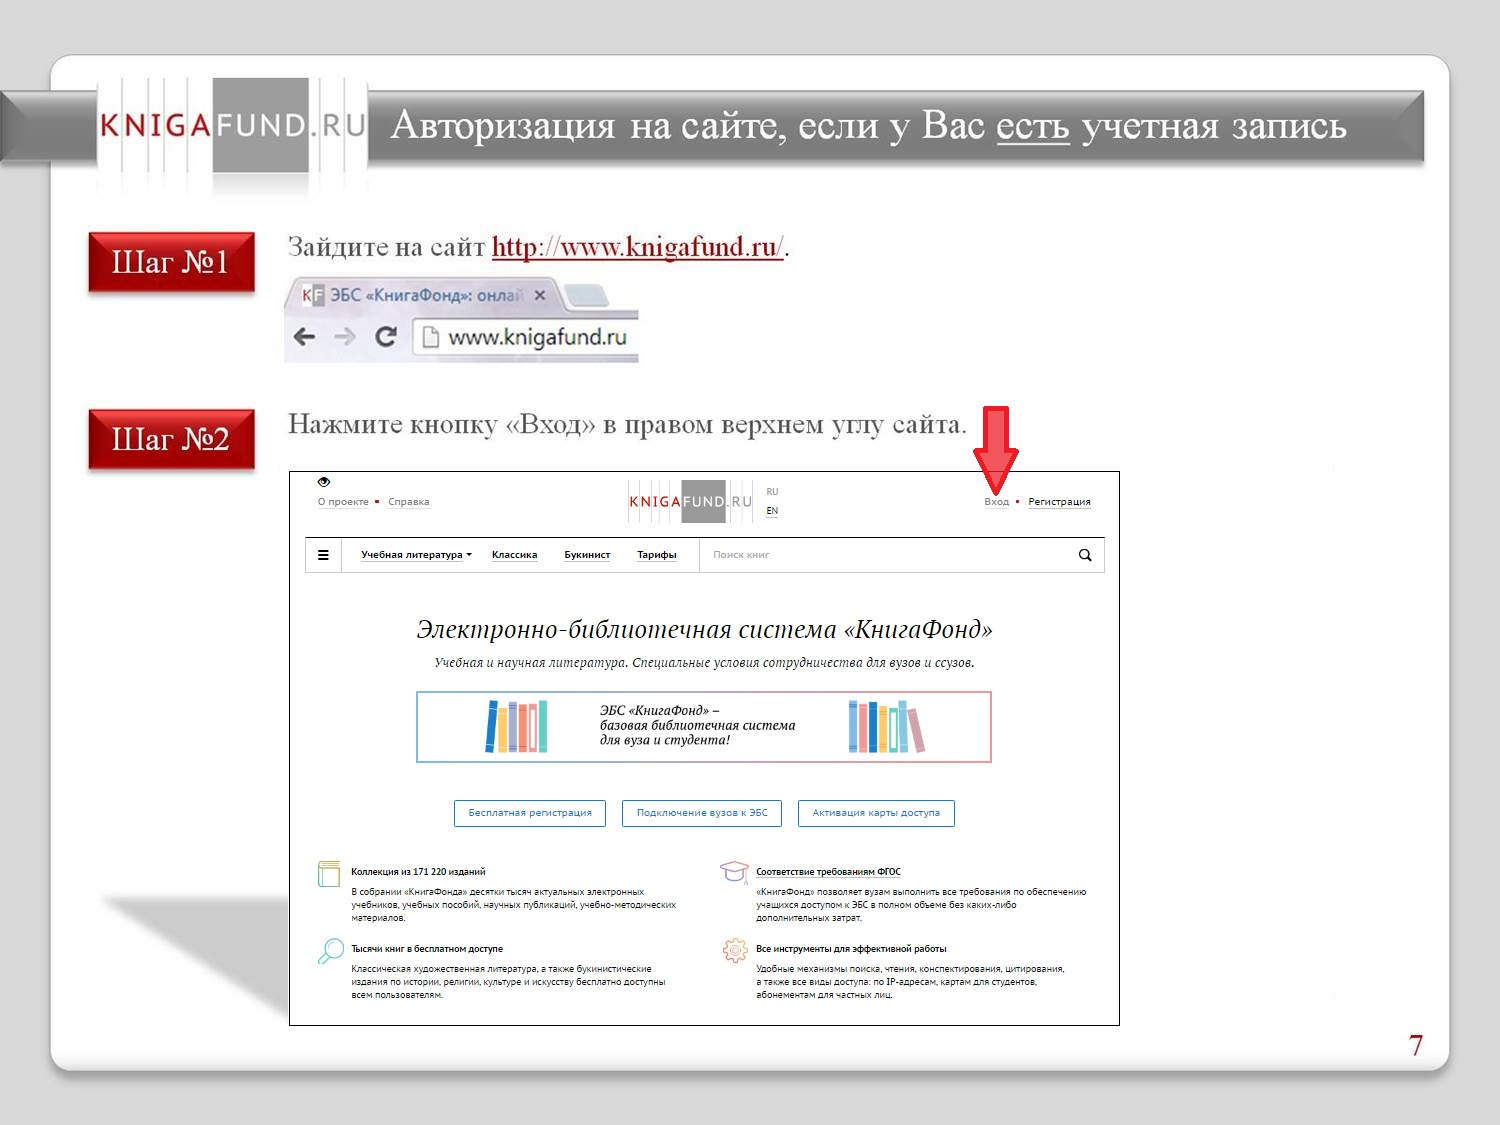 KNIGAFUND.RU
Авторизация на сайте, если у Вас есть учетная запись
Шаг №1
Зайдите на сайт http://www.knigafund.ru/.
KF ЭБС «КнигаФонд»: онлай
www.knigafund.ru
Шаг №2
Нажмите кнопку «Вход» в правом верхнем углу сайта.
О проекте • Справка
KNIGAFUND.RU
RU
EN
Вход • Регистрация
Учебная литература Классика Букинист Тарифы Поиск книг
Электронно-библиотечная система «КнигаФонд»
Учебная и научная литература. Специальные условия сотрудничества для вузов и ссузов.
ЭБС «КнигаФонд» –
базовая библиотечная система
для вуза и студента!
Бесплатная регистрация
Подключение вузов к ЭБС
Активация карты доступа
Коллекция из 171 220 изданий
В собрании «КнигаФонда» десятки тысяч актуальных электронных
учебников, учебных пособий, научных публикаций, учебно-методических
материалов.
Соответствие требованиям ФГОС
«КнигаФонд» позволяет вузам выполнить все требования по обеспечению
учащихся доступом к ЭБС в полном объеме без каких-либо
дополнительных затрат.
Тысячи книг в бесплатном доступе
Классическая художественная литература, а также букинистические
издания по истории, религии, культуре и искусству бесплатно доступны
всем пользователям.
Все инструменты для эффективной работы
Удобные механизмы поиска, чтения, конспектирования, цитирования,
а также все виды доступа: по IP-адресам, картам для студентов,
абонементам для частных лиц.
7